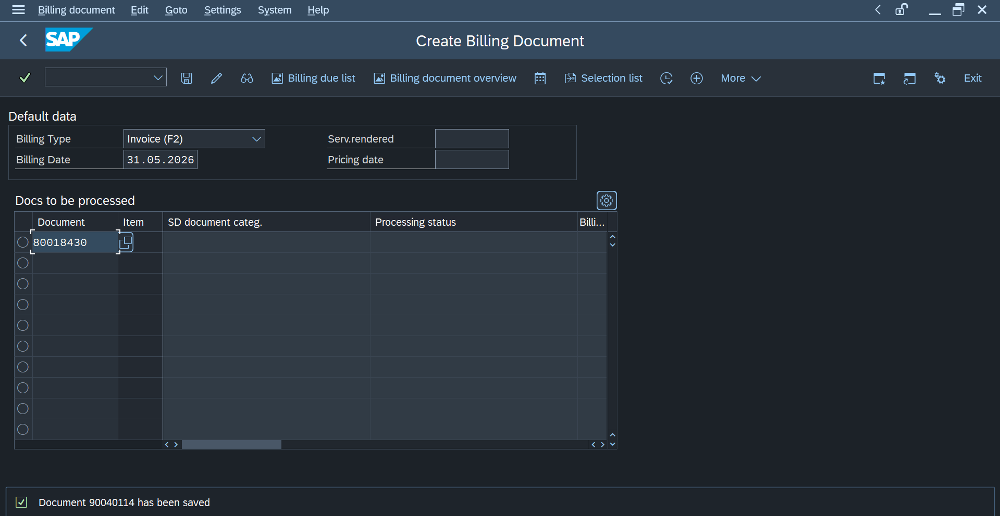 Billing document Edit Goto Settings System Help
SAP
Create Billing Document
Billing due list Billing document overview Selection list More Exit
Default data
Billing Type Invoice (F2) Serv.rendered
Billing Date 31.05.2026 Pricing date
Docs to be processed
Document Item SD document categ. Processing status Billi...
80018430
Document 90040114 has been saved